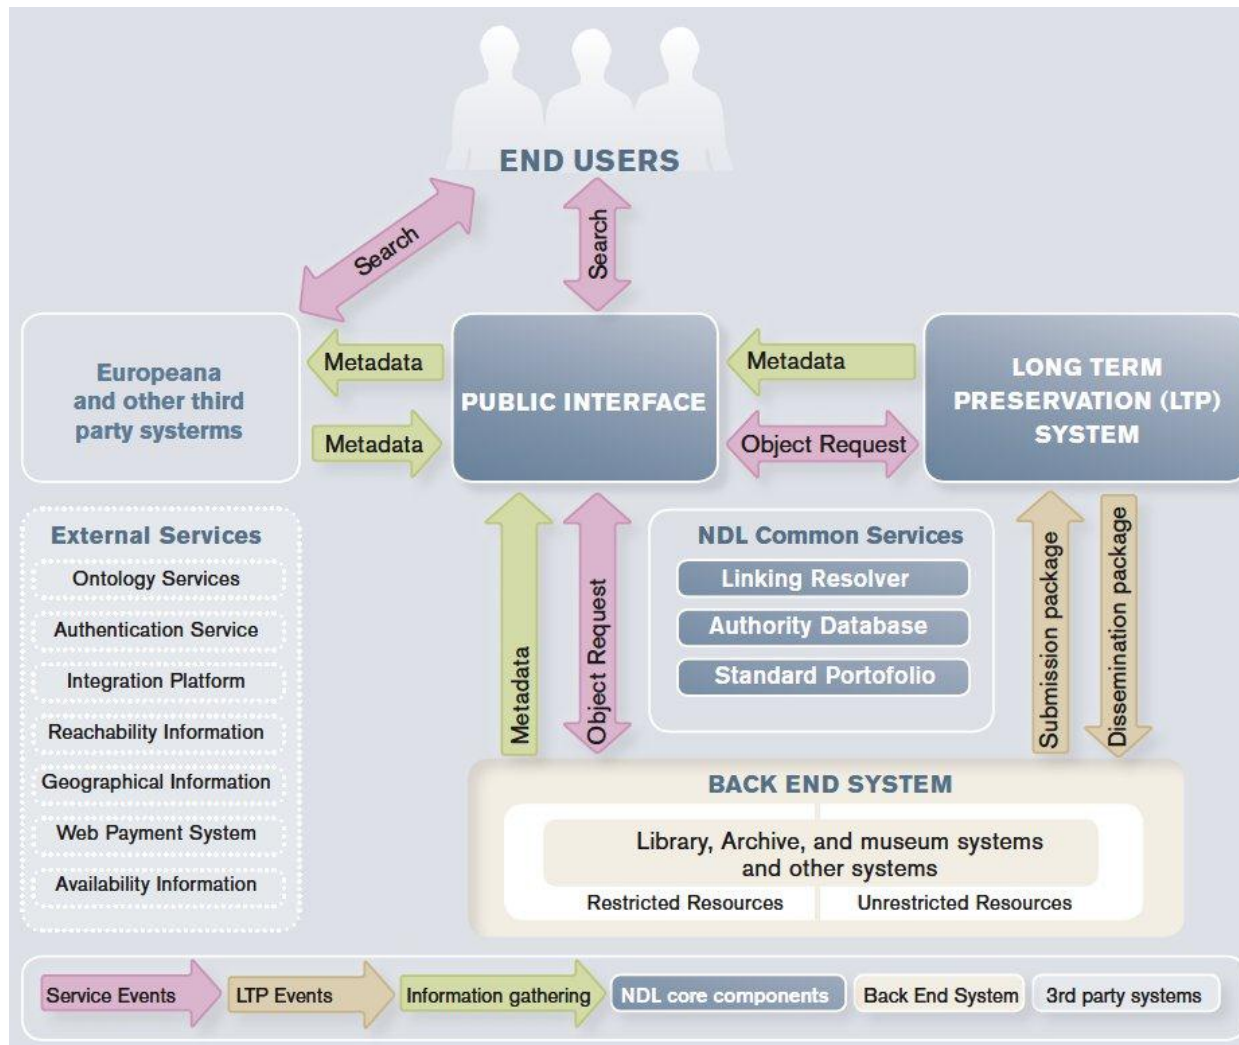 END USERS
Search
Search
Europeana
and other third
party systerms
Metadata
Metadata
PUBLIC INTERFACE
Metadata
Object Request
LONG TERM
PRESERVATION (LTP)
SYSTEM
External Services
Ontology Services
Authentication Service
Integration Platform
Reachability Information
Geographical Information
Web Payment System
Availability Information
Metadata
Object Request
NDL Common Services
Linking Resolver
Authority Database
Standard Portofolio
Submission package
Dissemination package
BACK END SYSTEM
Library, Archive, and museum systems
and other systems
Restricted Resources
Unrestricted Resources
Service Events
LTP Events
Information gathering
NDL core components
Back End System
3rd party systems